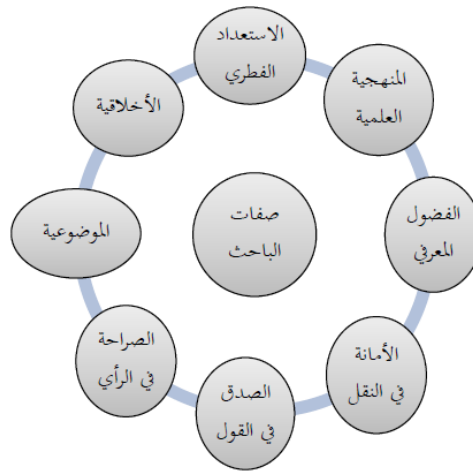 الاستعداد
الفطري
المنهجية
العلمية
الفضول
المعرفي
الأمانة
في النقل
الصدق
في القول
الصراحة
في الرأي
الموضوعية
الأخلاقية
صفات
الباحث